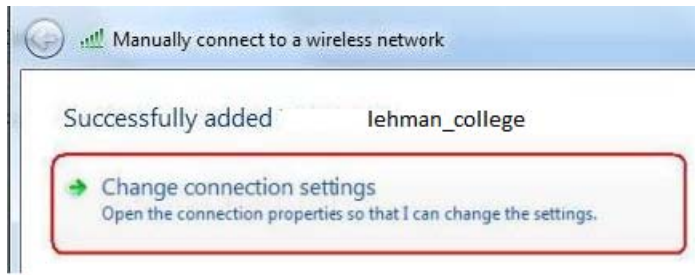 Manually connect to a wireless network
Successfully added lehman_college
Change connection settings
Open the connection properties so that I can change the settings.